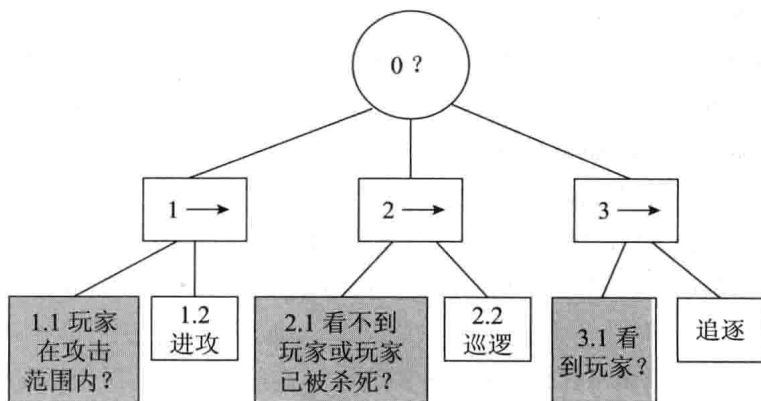 0？
1
2
3
1.1 玩家
在攻击
范围内？
1.2
进攻
2.1 看不到
玩家或玩家
已被杀死？
2.2
巡逻
3.1 看
到玩家？
追逐